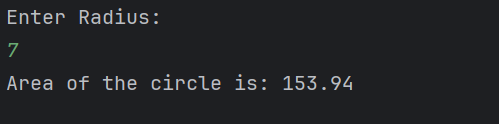 Enter Radius:
7
Area of the circle is: 153.94